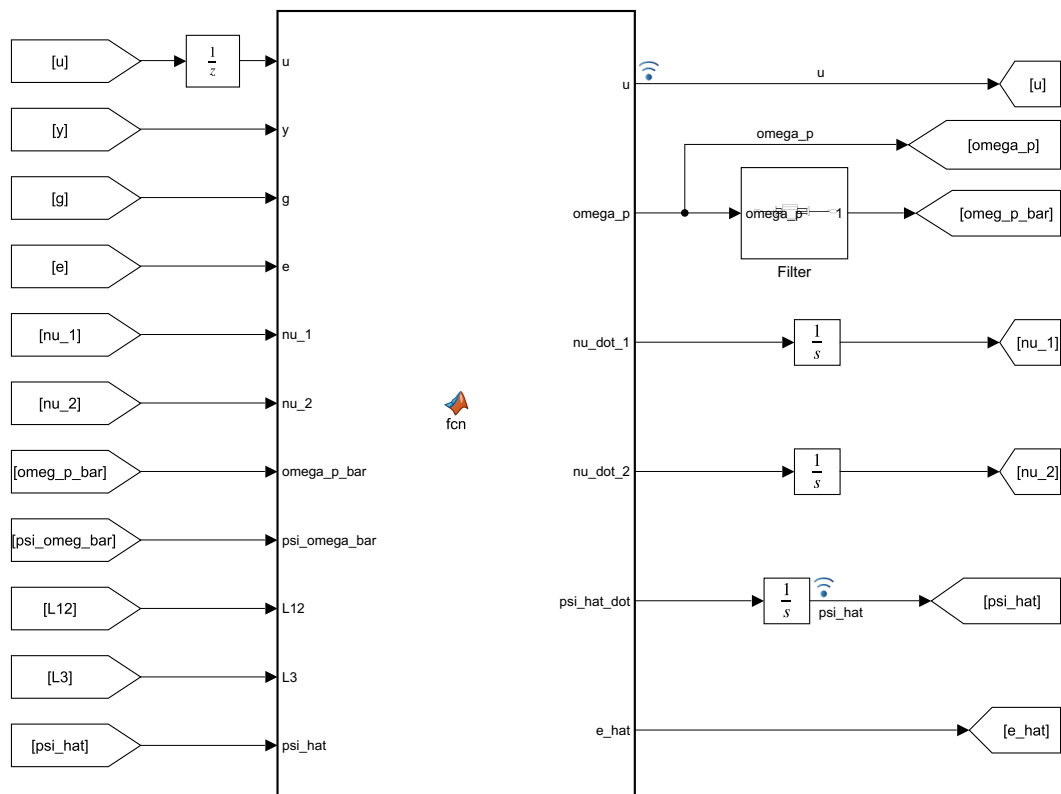 [u]
1
z
u
[y]
y
[g]
g
[e]
e
[nu_1]
nu_1
[nu_2]
nu_2
[omeg_p_bar]
omega_p_bar
[psi_omeg_bar]
psi_omega_bar
[L12]
L12
[L3]
L3
[psi_hat]
psi_hat
fcn
u
u
[u]
omega_p
[omega_p]
omega_p
omega_p
1
[omeg_p_bar]
Filter
nu_dot_1
1
s
[nu_1]
nu_dot_2
1
s
[nu_2]
psi_hat_dot
1
s
psi_hat
[psi_hat]
e_hat
[e_hat]